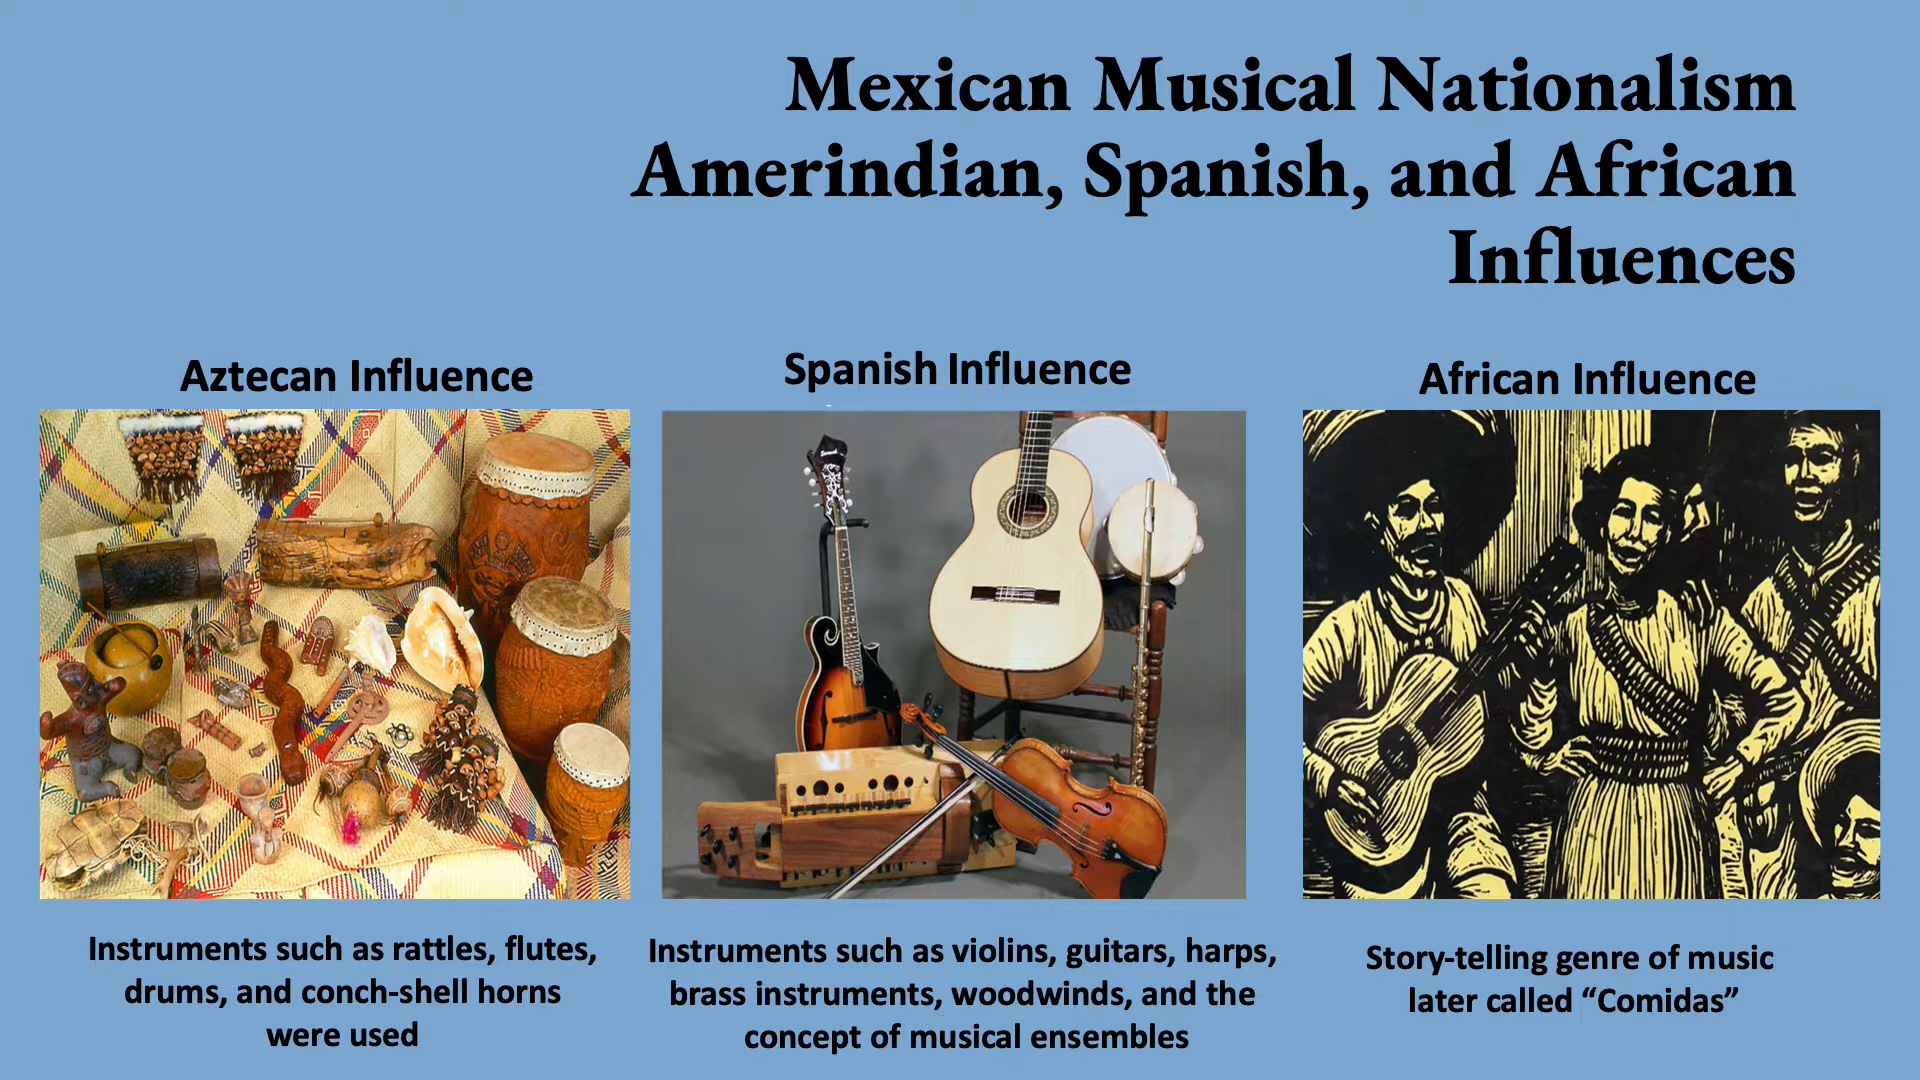 Mexican Musical Nationalism
Amerindian, Spanish, and African
Influences
Aztecan Influence
Spanish Influence
African Influence
Instruments such as rattles, flutes,
drums, and conch-shell horns
were used
Instruments such as violins, guitars, harps,
brass instruments, woodwinds, and the
concept of musical ensembles
Story-telling genre of music
later called “Comidas”